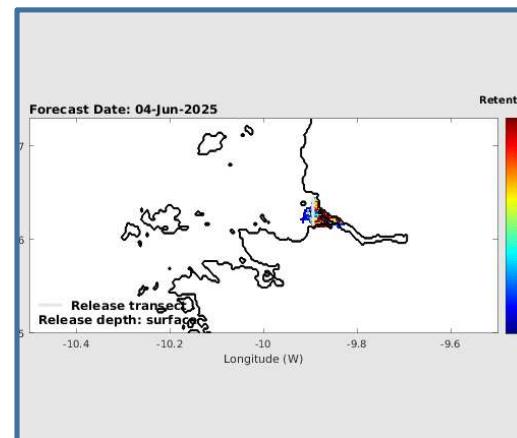 Retent
Forecast Date: 04-Jun-2025
7
6
5
Release transect
Release depth: surface
-10.4 -10.2 -10 -9.8 -9.6
Longitude (W)